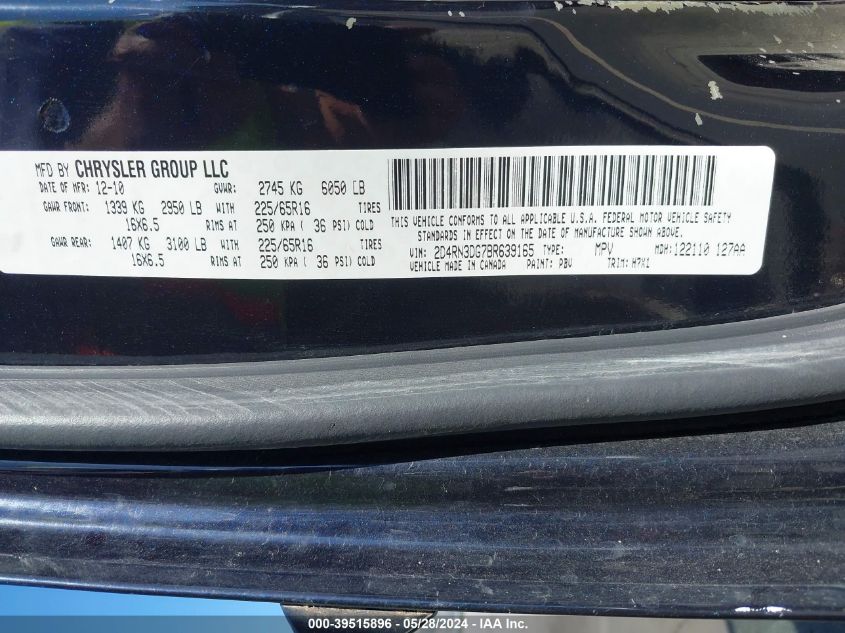 MFD BY CHRYSLER GROUP LLC
DATE OF MFR: 12-10 GVWR: 2745 KG 6050 LB
GAWR FRONT: 1339 KG 2950 LB WITH 225/65R16 TIRES
16X6.5 RIMS AT 250 KPA ( 36 PSI) COLD
GAWR REAR: 1407 KG 3100 LB WITH 225/65R16 TIRES
16X6.5 RIMS AT 250 KPA ( 36 PSI) COLD
THIS VEHICLE CONFORMS TO ALL APPLICABLE U.S.A. FEDERAL MOTOR VEHICLE SAFETY
STANDARDS IN EFFECT ON THE DATE OF MANUFACTURE SHOWN ABOVE.
VIN: 2D4RN3DG7BR639165 TYPE: MPV MDH: 122110 127AA
VEHICLE MADE IN CANADA PAINT: PBV TRIM: H7X1
000-39515896 - 05/28/2024 - IAA Inc.